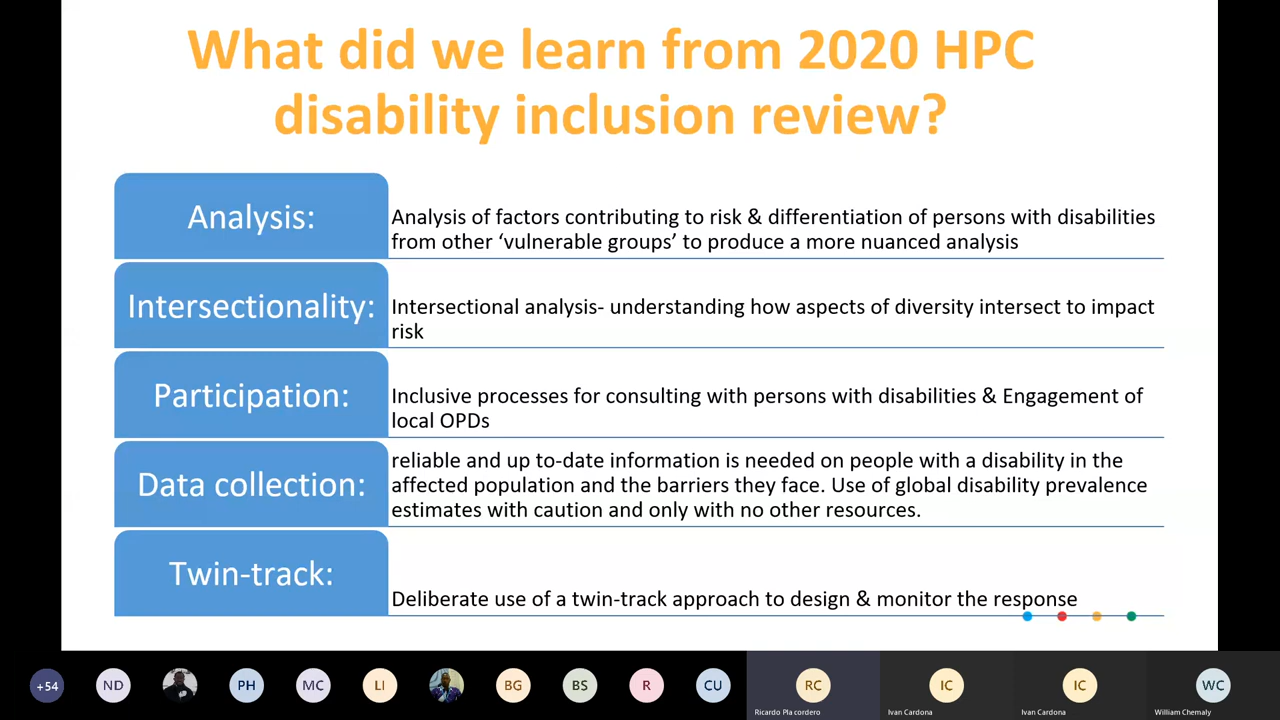 What did we learn from 2020 HPC
disability inclusion review?
Analysis:
Analysis of factors contributing to risk & differentiation of persons with disabilities
from other ‘vulnerable groups’ to produce a more nuanced analysis
Intersectionality:
Intersectional analysis- understanding how aspects of diversity intersect to impact
risk
Participation:
Inclusive processes for consulting with persons with disabilities & Engagement of
local OPDs
Data collection:
reliable and up to-date information is needed on people with a disability in the
affected population and the barriers they face. Use of global disability prevalence
estimates with caution and only with no other resources.
Twin-track:
Deliberate use of a twin-track approach to design & monitor the response
+54
ND
PH
MC
LI
BG
BS
R
CU
RC
IC
IC
WC
Ricardo Pla cordero
Ivan Cardona
Ivan Cardona
William Chemaly